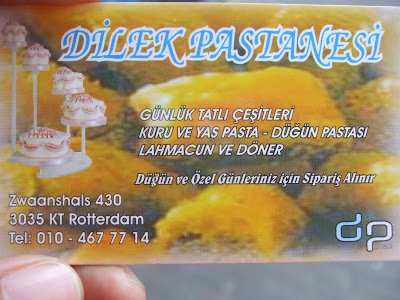 DİLEK PASTANESİ
GÜNLÜK TATLI ÇEŞİTLERİ
KURU VE YAS PASTA - DÜĞÜN PASTASI
LAHMACUN VE DÖNER
Düğün ve Özel Günleriniz için Sipariş Alınır
Zwaanshals 430
3035 KT Rotterdam
Tel: 010 - 467 77 14
dp